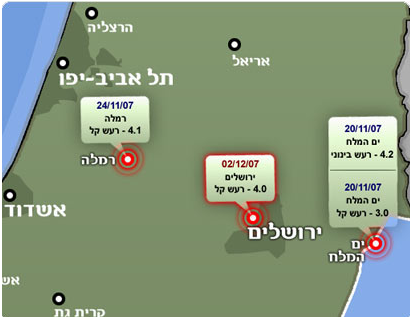 הרצליה
אריאל
תל אביב-יפו
24/11/07
רמלה
4.1 - רעש קל
רמלה
02/12/07
ירושלים
4.0 - רעש קל
ירושלים
20/11/07
ים המלח
4.2 - רעש בינוני
20/11/07
ים המלח
3.0 - רעש קל
ים
המלח
אשדוד
אש
קרית גת